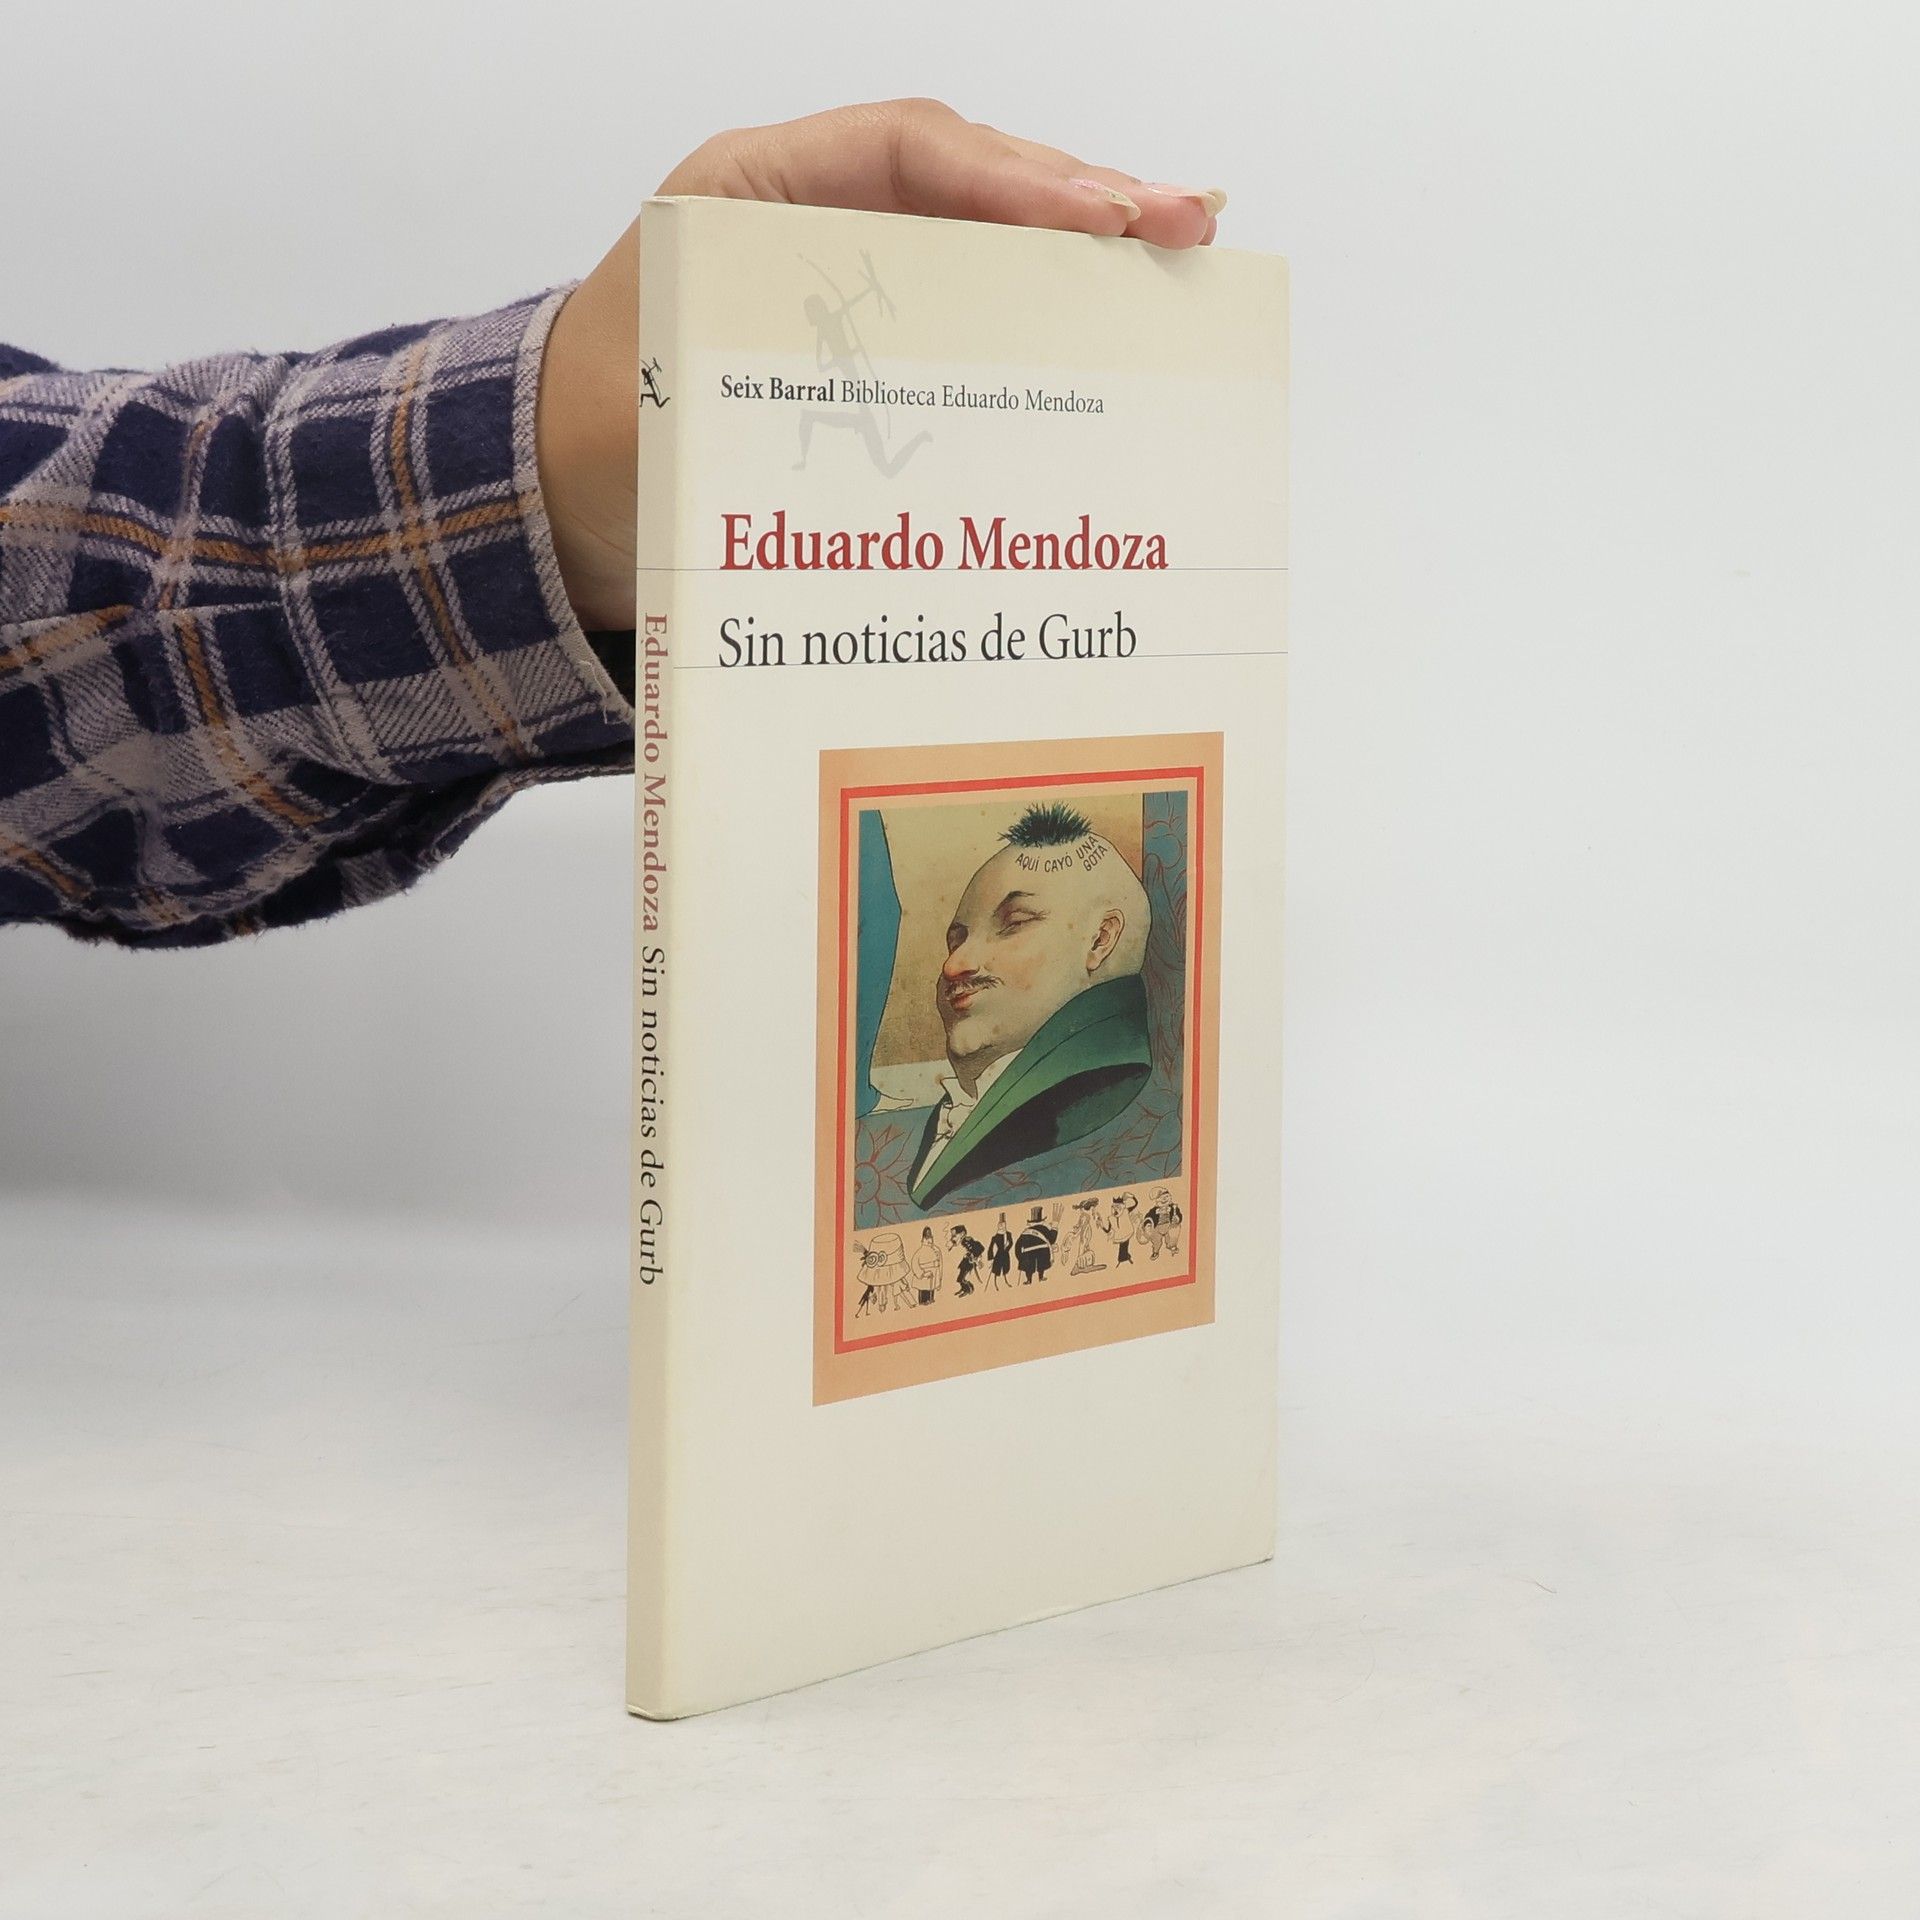 Seix Barral Biblioteca Eduardo Mendoza
Eduardo Mendoza
Sin noticias de Gurb
AQUÍ CAYÓ UNA
GOTA
Eduardo Mendoza Sin noticias de Gurb